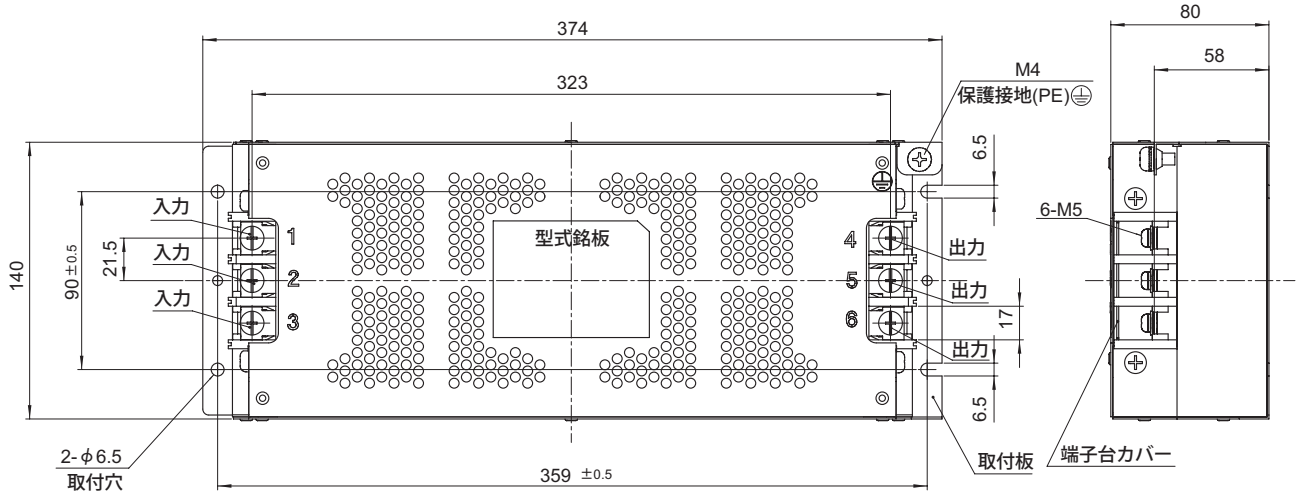 374
80
323
58
M4
保護接地(PE)
6.5
入力
1
型式銘板
4
出力
6-M5
入力
2
5
出力
入力
3
6
出力
17
140
90±0.5
21.5
6.5
2-φ6.5
取付穴
359 ±0.5
取付板
端子台カバー